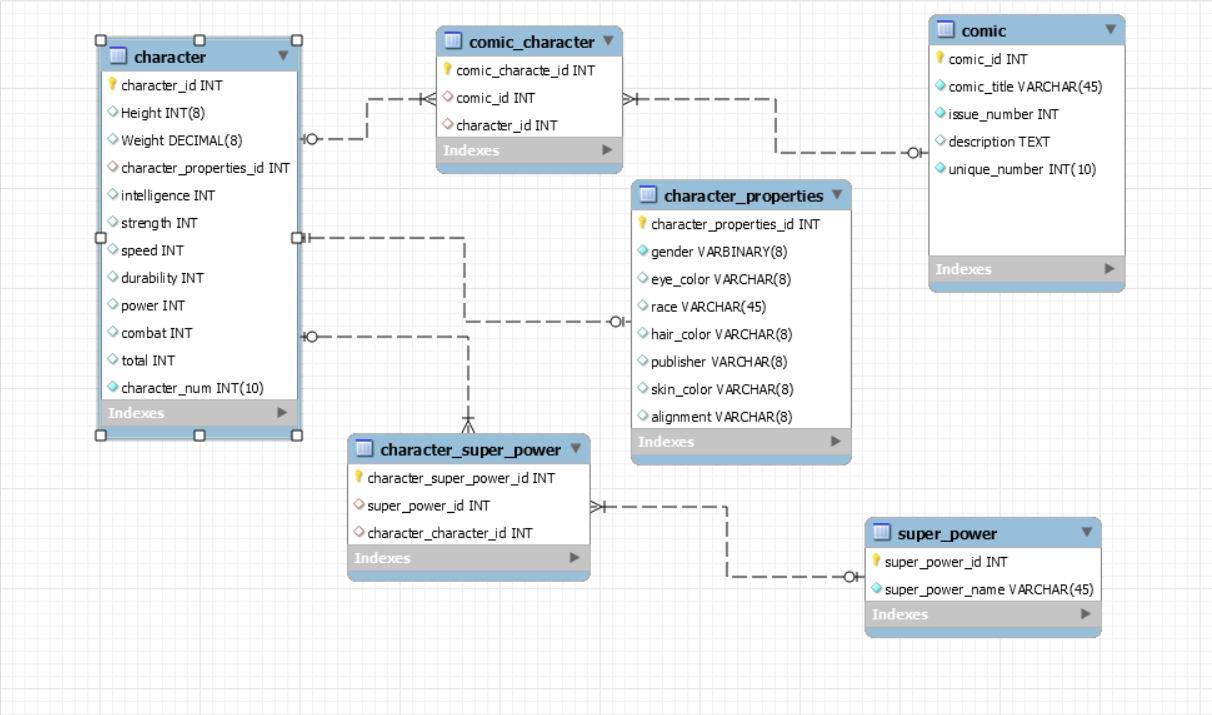 character
character_id INT
Height INT(8)
Weight DECIMAL(8)
character_properties_id INT
intelligence INT
strength INT
speed INT
durability INT
power INT
combat INT
total INT
character_num INT(10)
Indexes
comic_character
comic_characte_id INT
comic_id INT
character_id INT
Indexes
comic
comic_id INT
comic_title VARCHAR(45)
issue_number INT
description TEXT
unique_number INT(10)
Indexes
character_properties
character_properties_id INT
gender VARBINARY(8)
eye_color VARCHAR(8)
race VARCHAR(45)
hair_color VARCHAR(8)
publisher VARCHAR(8)
skin_color VARCHAR(8)
alignment VARCHAR(8)
Indexes
character_super_power
character_super_power_id INT
super_power_id INT
character_character_id INT
Indexes
super_power
super_power_id INT
super_power_name VARCHAR(45)
Indexes